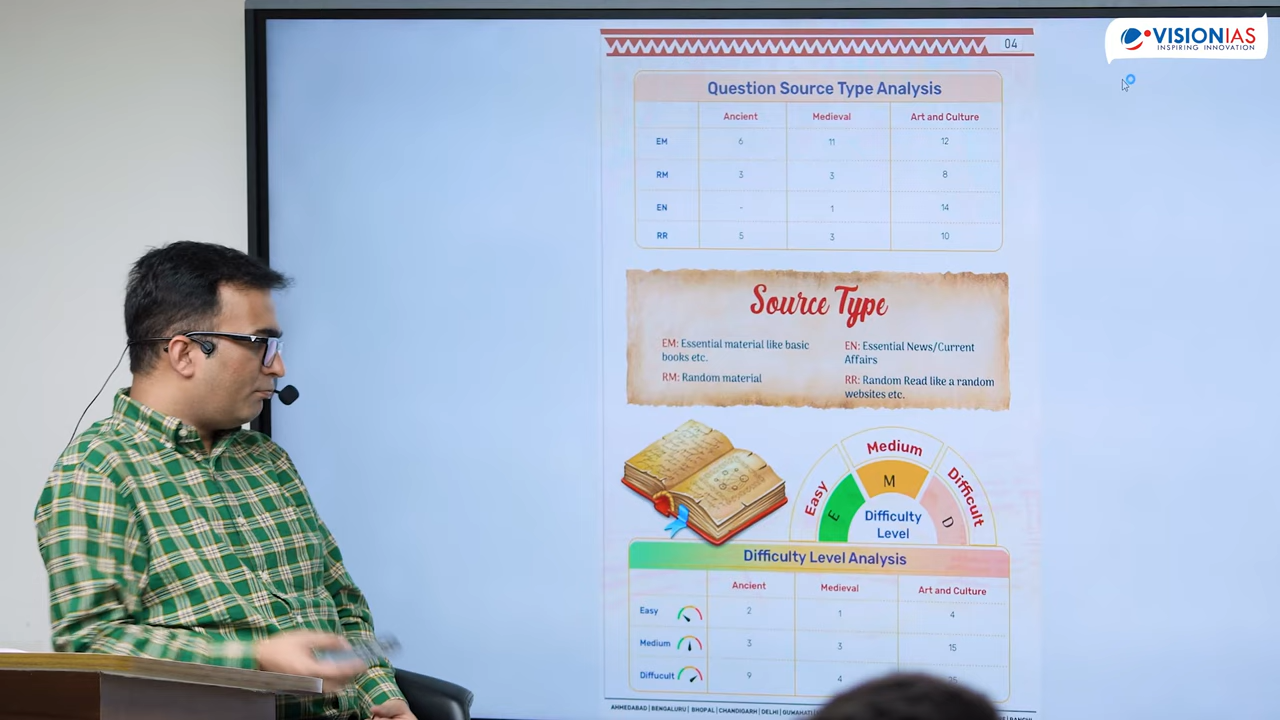 VISIONIAS
INSPIRING INNOVATION
04
Question Source Type Analysis
Ancient Medieval Art and Culture
EM 6 11 12
RM 3 3 8
EN - 1 14
RR 5 3 10
Source Type
EM: Essential material like basic
books etc.
RM: Random material
EN: Essential News/Current
Affairs
RR: Random Read like a random
websites etc.
Easy
Medium
Difficult
E
M
D
Difficulty
Level
Difficulty Level Analysis
Ancient Medieval Art and Culture
Easy 2 1 4
Medium 3 3 15
Diffucult 9 4
AHMEDABAD | BENGALURU | BHOPAL | CHANDIGARH | DELHI | GUWAHATI